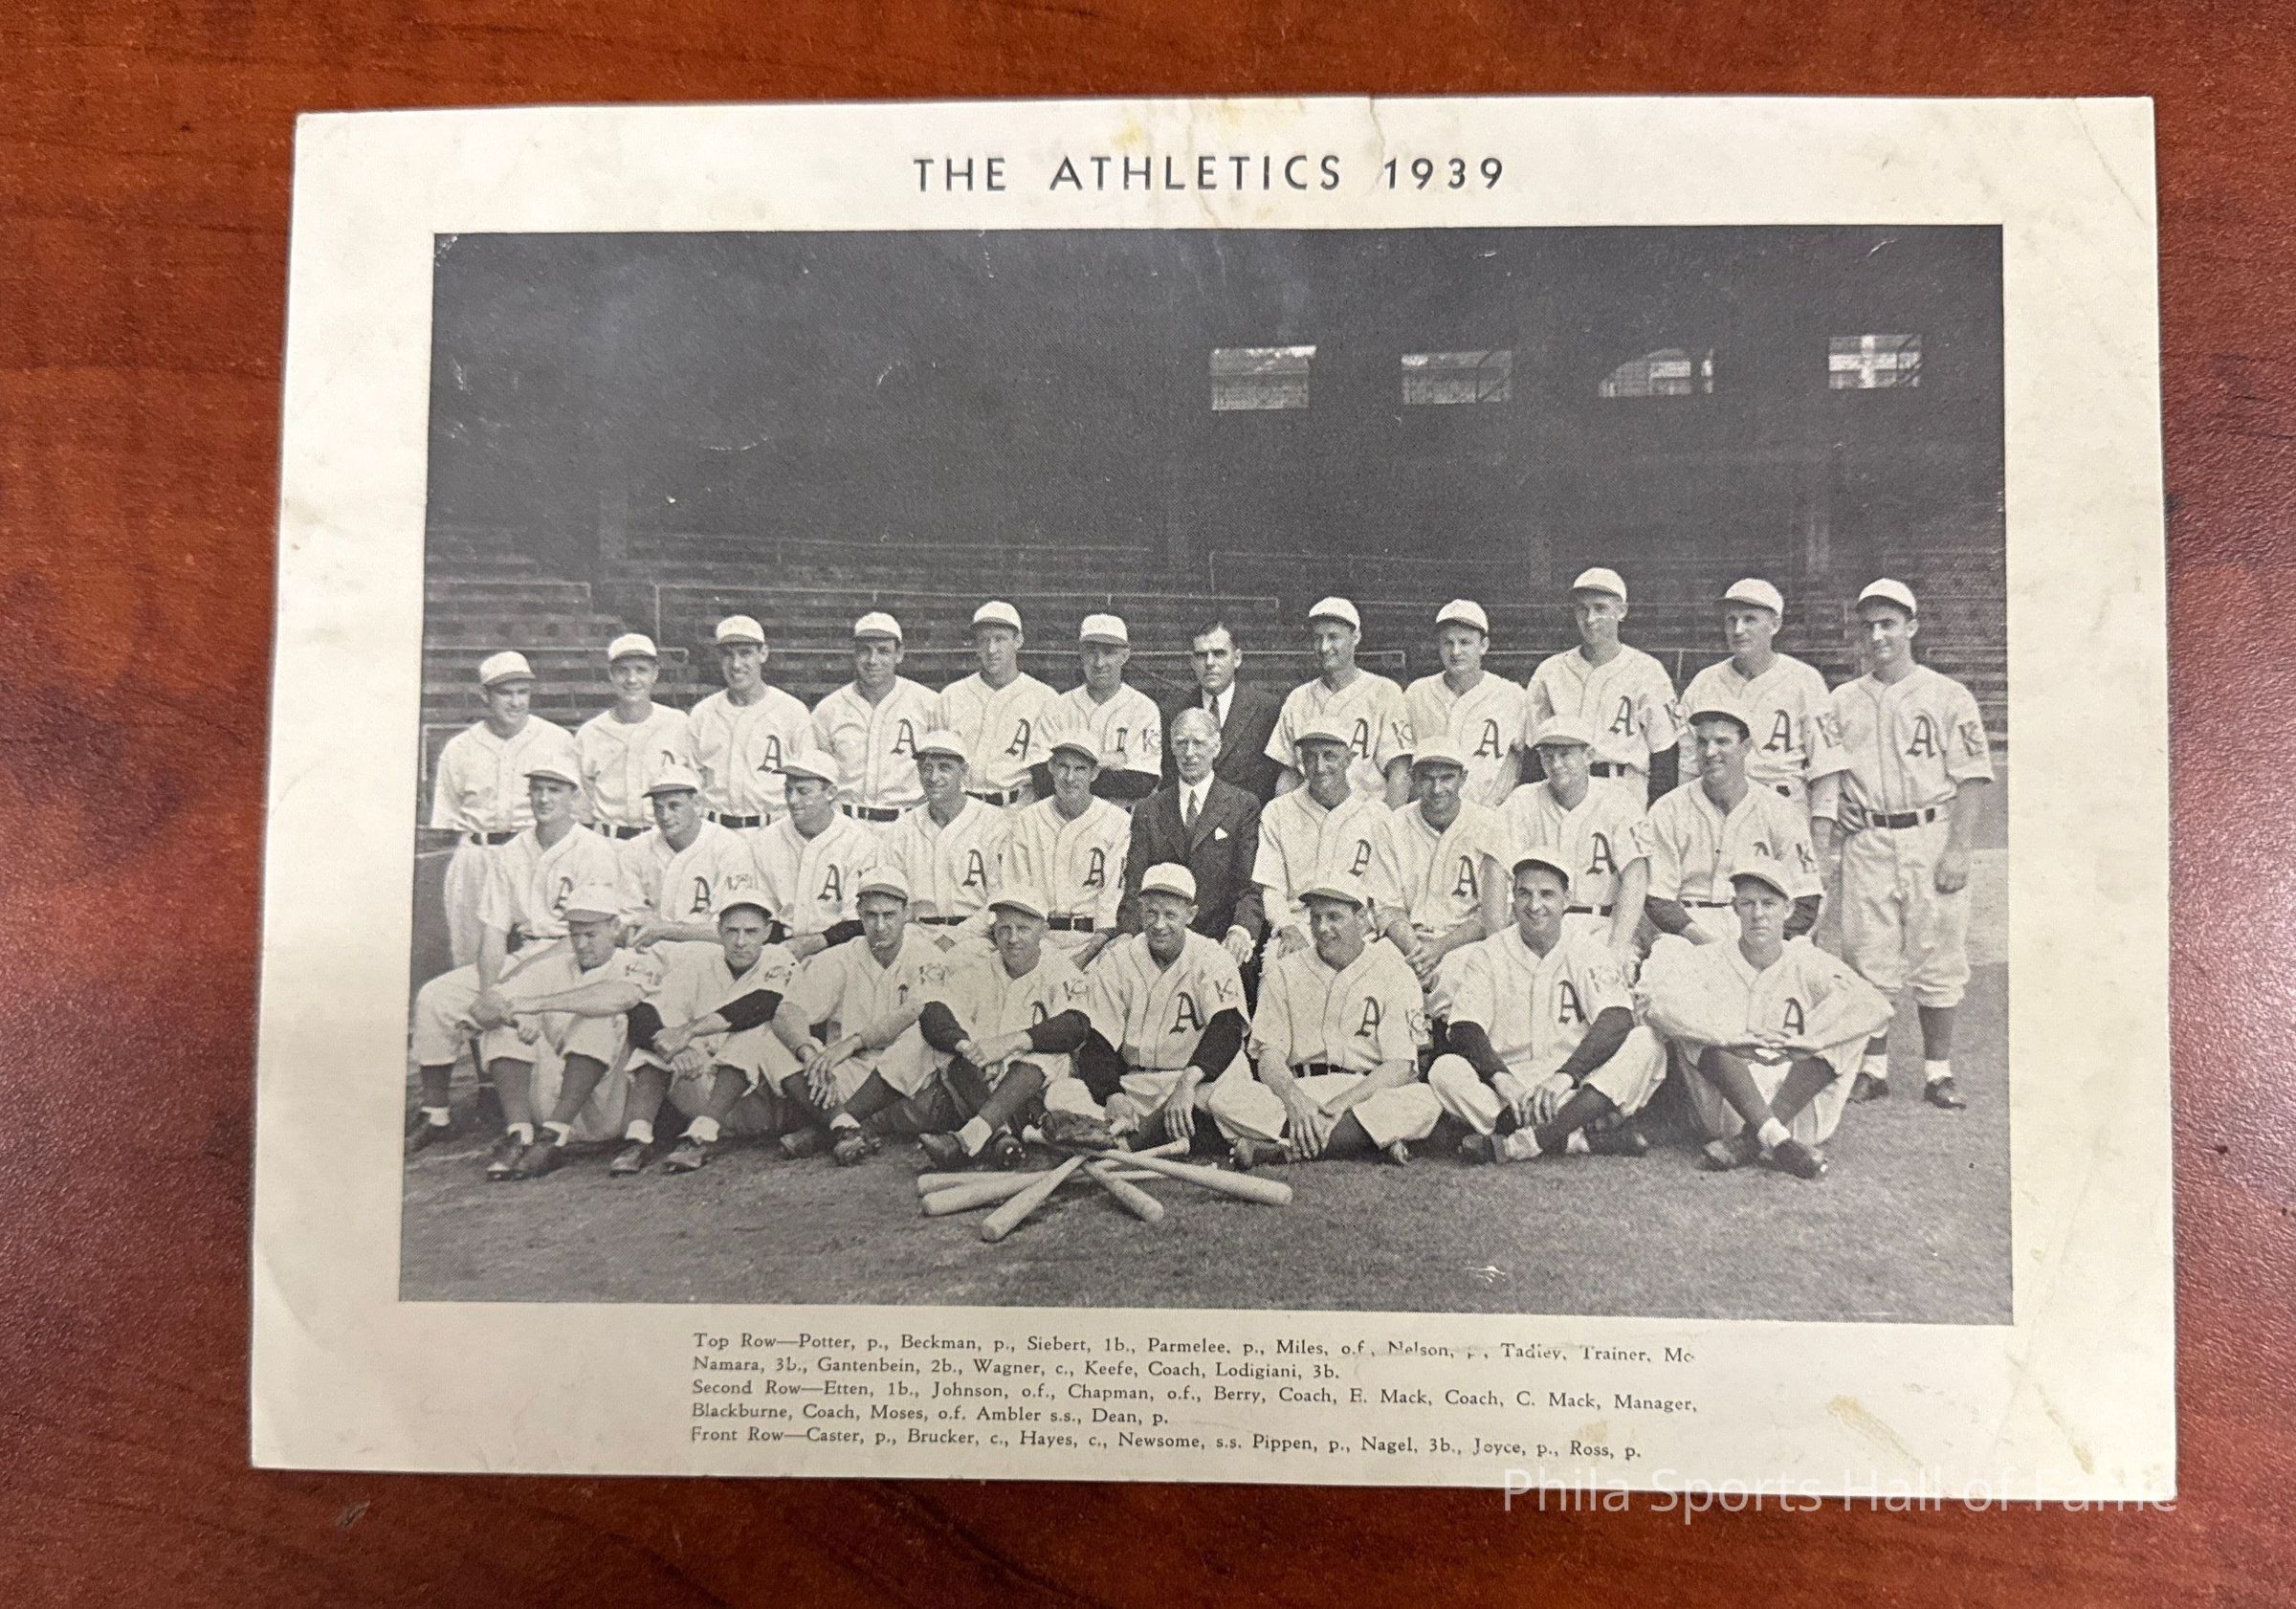 THE ATHLETICS 1939
Top Row—Potter, p., Beckman, p., Siebert, 1b., Parmelee, p., Miles, o.f., Nelson, p., Tadley, Trainer, Mc-
Namara, 3b., Gantenbein, 2b., Wagner, c., Keefe, Coach, Lodigiani, 3b.
Second Row—Etten, 1b., Johnson, o.f., Chapman, o.f., Berry, Coach, E. Mack, Coach, C. Mack, Manager,
Blackburne, Coach, Moses, o.f. Ambler s.s., Dean, p.
Front Row—Caster, p., Brucker, c., Hayes, c., Newsome, s.s. Pippen, p., Nagel, 3b., Joyce, p., Ross, p.
Phila Sports Hall of Fame